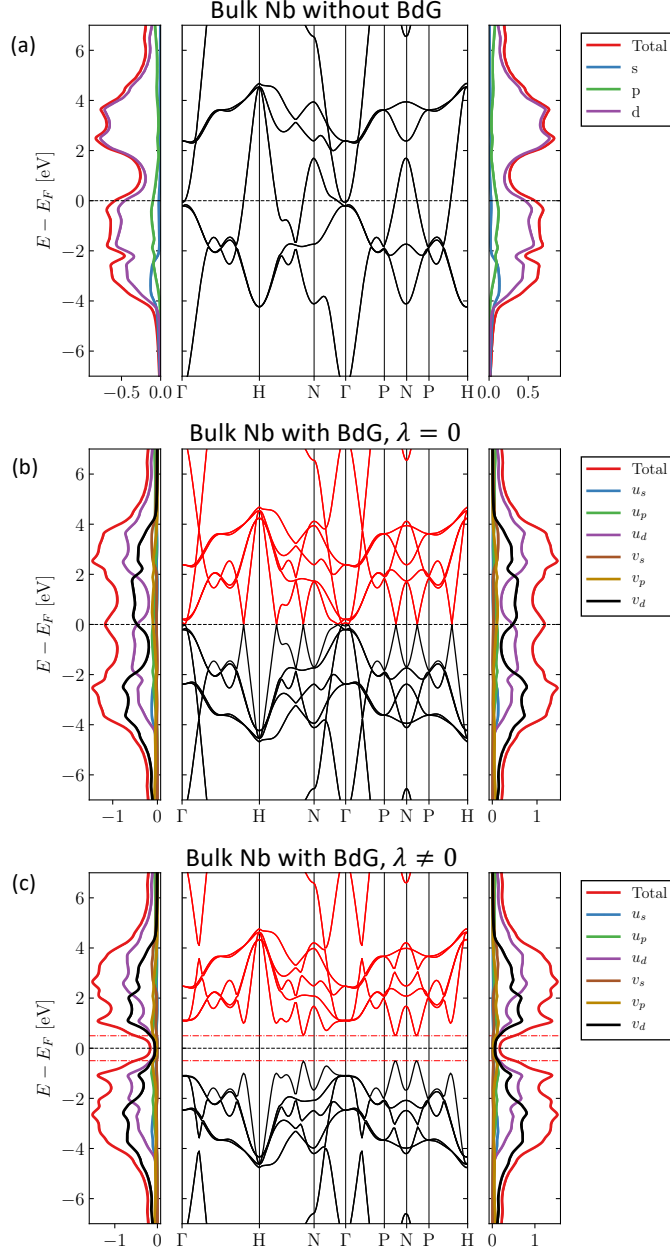 Bulk Nb without BdG
(a)
E − E_F [eV]
6
4
2
0
−2
−4
−6
−0.5
0.0
Γ
H
N
Γ
P
N
P
H
0.0
0.5
Total
s
p
d
Bulk Nb with BdG, λ = 0
(b)
E − E_F [eV]
6
4
2
0
−2
−4
−6
−1
0
Γ
H
N
Γ
P
N
P
H
0
1
Total
u_s
u_p
u_d
v_s
v_p
v_d
Bulk Nb with BdG, λ ≠ 0
(c)
E − E_F [eV]
6
4
2
0
−2
−4
−6
−1
0
Γ
H
N
Γ
P
N
P
H
0
1
Total
u_s
u_p
u_d
v_s
v_p
v_d